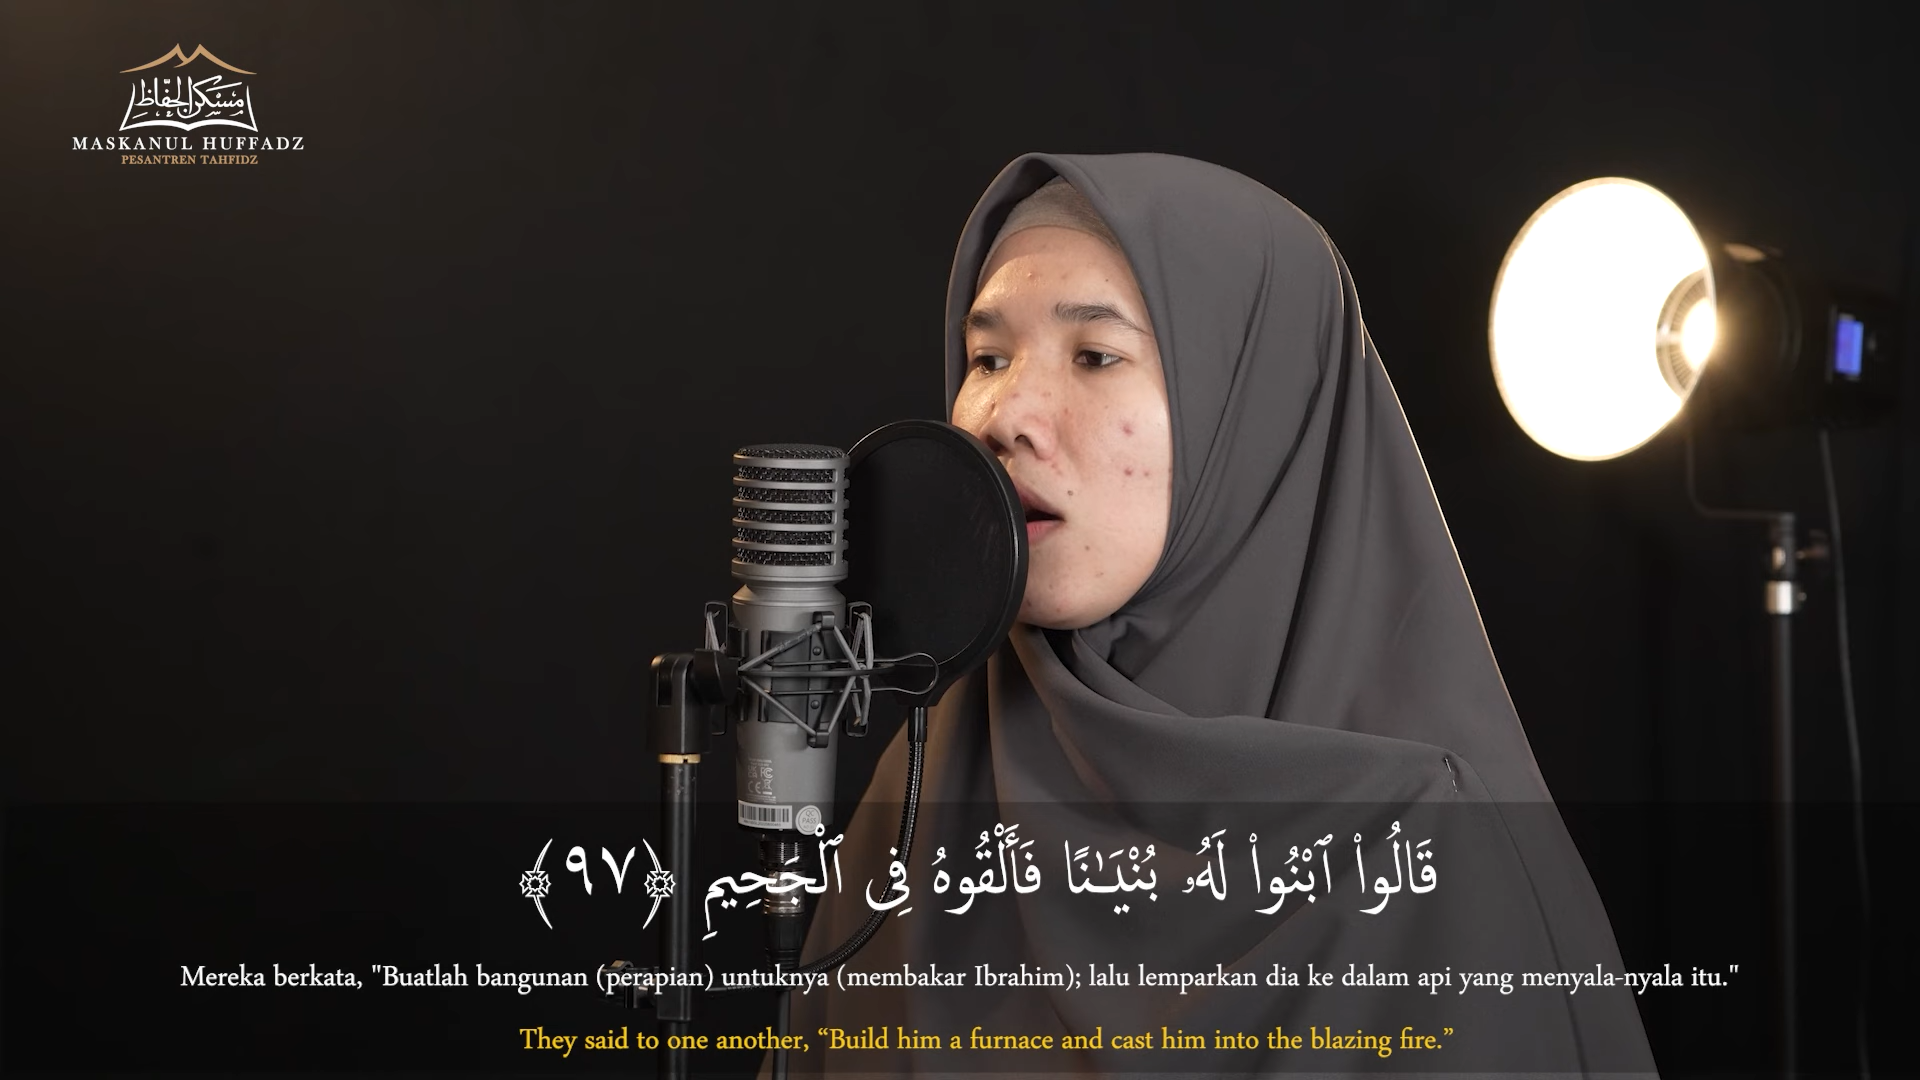 مسكن الحفاظ
MASKANUL HUFFADZ
PESANTREN TAHFIDZ
قَالُوا۟ ٱبْنُوا۟ لَهُۥ بُنْيَـٰنًا فَأَلْقُوهُ فِى ٱلْجَحِيمِ ﴿٩٧﴾
Mereka berkata, "Buatlah bangunan (perapian) untuknya (membakar Ibrahim); lalu lemparkan dia ke dalam api yang menyala-nyala itu."
They said to one another, “Build him a furnace and cast him into the blazing fire.”